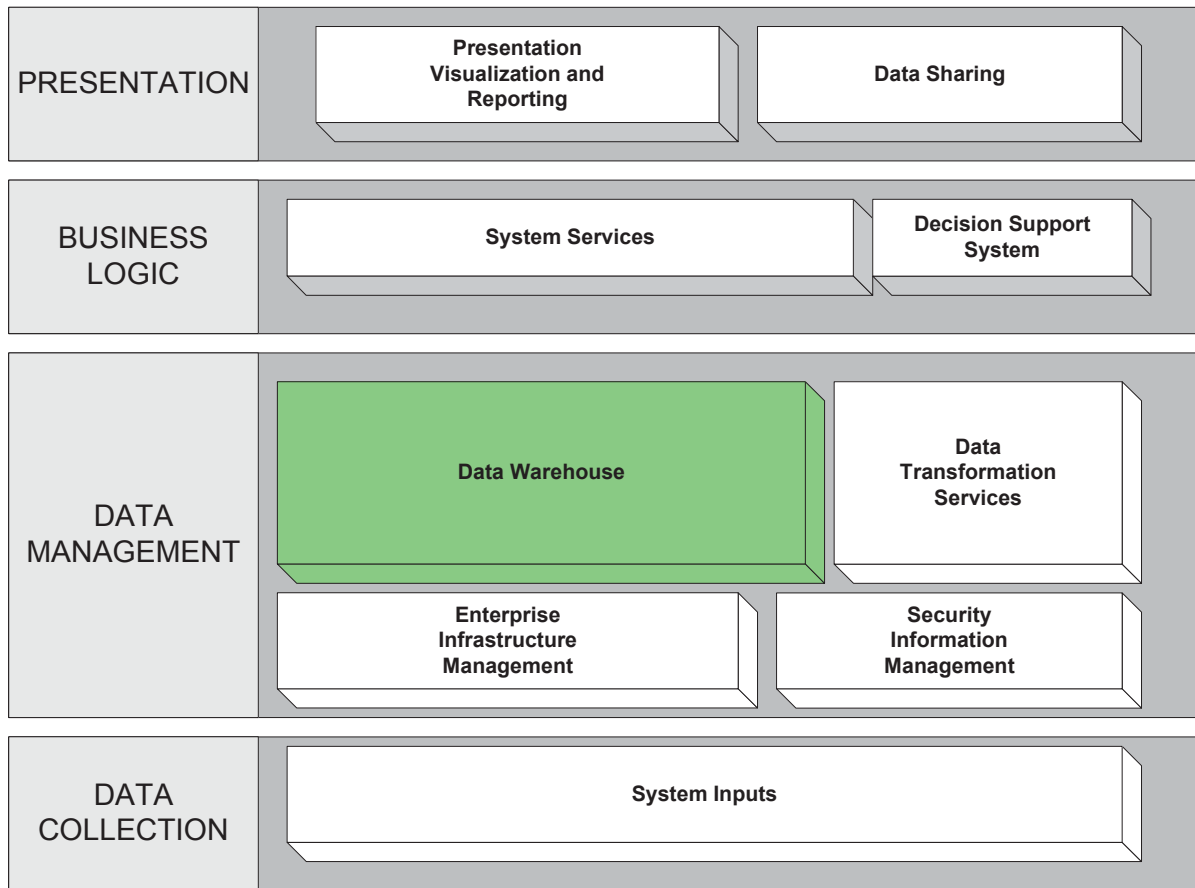 PRESENTATION
Presentation
Visualization and
Reporting
Data Sharing
BUSINESS
LOGIC
System Services
Decision Support
System
DATA
MANAGEMENT
Data Warehouse
Data
Transformation
Services
Enterprise
Infrastructure
Management
Security
Information
Management
DATA
COLLECTION
System Inputs